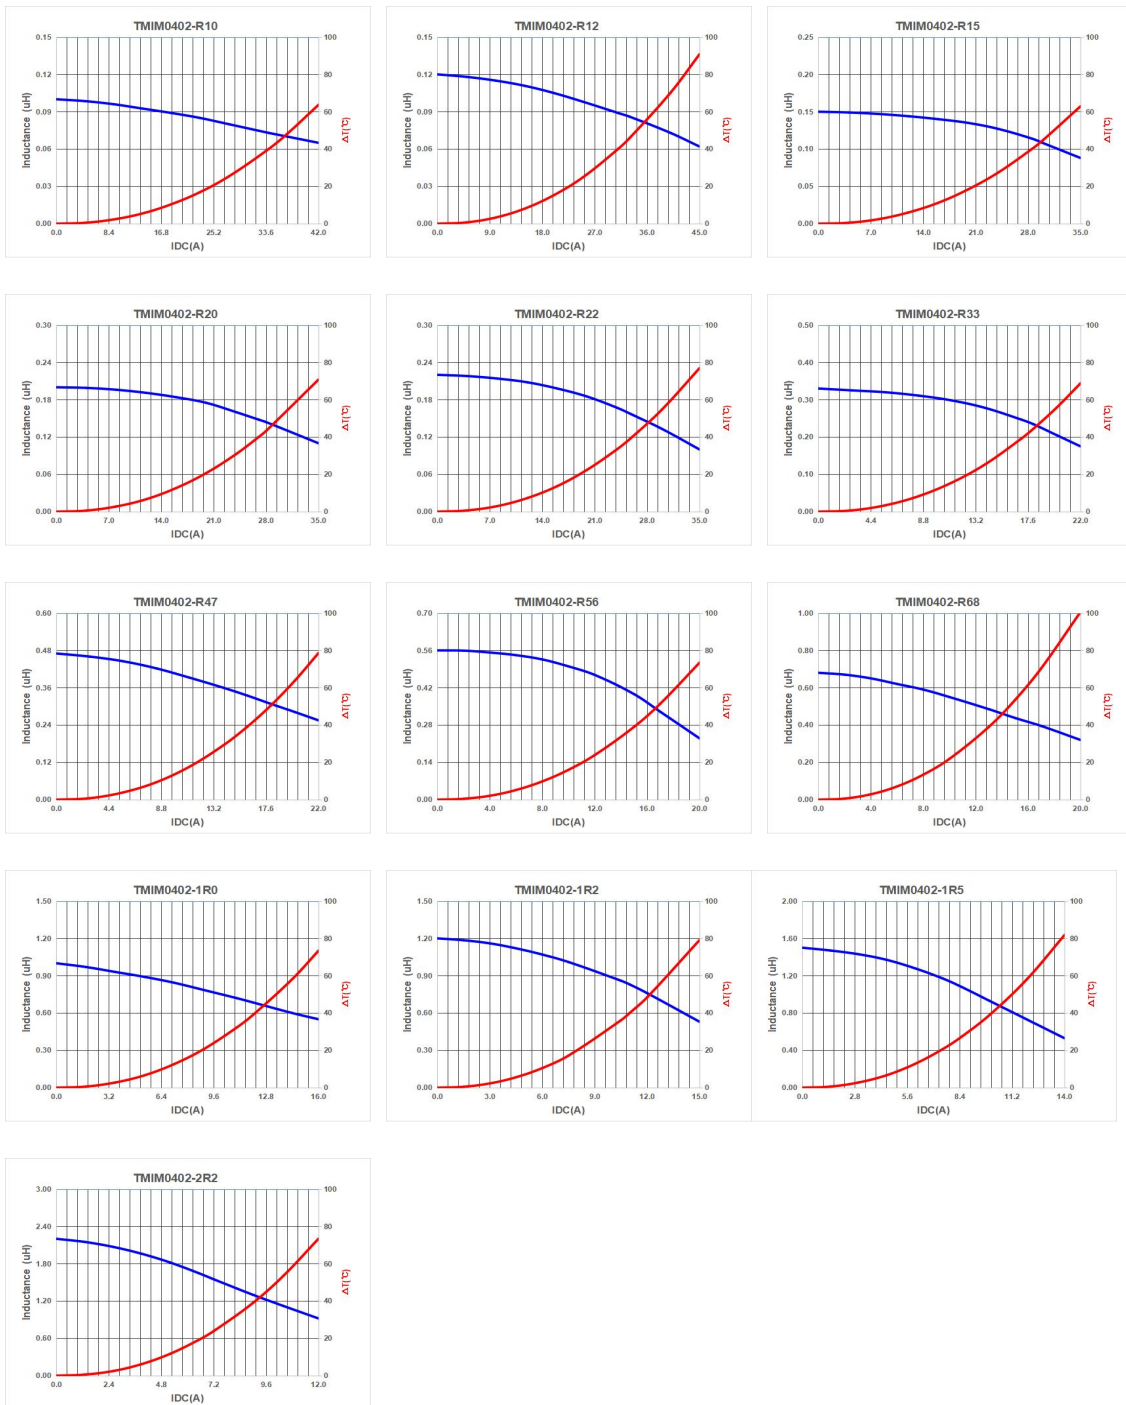 TMIM0402-R10
0.15
0.12
0.09
0.06
0.03
0.00
Inductance (uH)
100
80
60
40
20
0
ΔT(℃)
0.0 8.4 16.8 25.2 33.6 42.0
IDC(A)
TMIM0402-R12
0.15
0.12
0.09
0.06
0.03
0.00
Inductance (uH)
100
80
60
40
20
0
ΔT(℃)
0.0 9.0 18.0 27.0 36.0 45.0
IDC(A)
TMIM0402-R15
0.25
0.20
0.15
0.10
0.05
0.00
Inductance (uH)
100
80
60
40
20
0
ΔT(℃)
0.0 7.0 14.0 21.0 28.0 35.0
IDC(A)
TMIM0402-R20
0.30
0.24
0.18
0.12
0.06
0.00
Inductance (uH)
100
80
60
40
20
0
ΔT(℃)
0.0 7.0 14.0 21.0 28.0 35.0
IDC(A)
TMIM0402-R22
0.30
0.24
0.18
0.12
0.06
0.00
Inductance (uH)
100
80
60
40
20
0
ΔT(℃)
0.0 7.0 14.0 21.0 28.0 35.0
IDC(A)
TMIM0402-R33
0.50
0.40
0.30
0.20
0.10
0.00
Inductance (uH)
100
80
60
40
20
0
ΔT(℃)
0.0 4.4 8.8 13.2 17.6 22.0
IDC(A)
TMIM0402-R47
0.60
0.48
0.36
0.24
0.12
0.00
Inductance (uH)
100
80
60
40
20
0
ΔT(℃)
0.0 4.4 8.8 13.2 17.6 22.0
IDC(A)
TMIM0402-R56
0.70
0.56
0.42
0.28
0.14
0.00
Inductance (uH)
100
80
60
40
20
0
ΔT(℃)
0.0 4.0 8.0 12.0 16.0 20.0
IDC(A)
TMIM0402-R68
1.00
0.80
0.60
0.40
0.20
0.00
Inductance (uH)
100
80
60
40
20
0
ΔT(℃)
0.0 4.0 8.0 12.0 16.0 20.0
IDC(A)
TMIM0402-1R0
1.50
1.20
0.90
0.60
0.30
0.00
Inductance (uH)
100
80
60
40
20
0
ΔT(℃)
0.0 3.2 6.4 9.6 12.8 16.0
IDC(A)
TMIM0402-1R2
1.50
1.20
0.90
0.60
0.30
0.00
Inductance (uH)
100
80
60
40
20
0
ΔT(℃)
0.0 3.0 6.0 9.0 12.0 15.0
IDC(A)
TMIM0402-1R5
2.00
1.60
1.20
0.80
0.40
0.00
Inductance (uH)
100
80
60
40
20
0
ΔT(℃)
0.0 2.8 5.6 8.4 11.2 14.0
IDC(A)
TMIM0402-2R2
3.00
2.40
1.80
1.20
0.60
0.00
Inductance (uH)
100
80
60
40
20
0
ΔT(℃)
0.0 2.4 4.8 7.2 9.6 12.0
IDC(A)